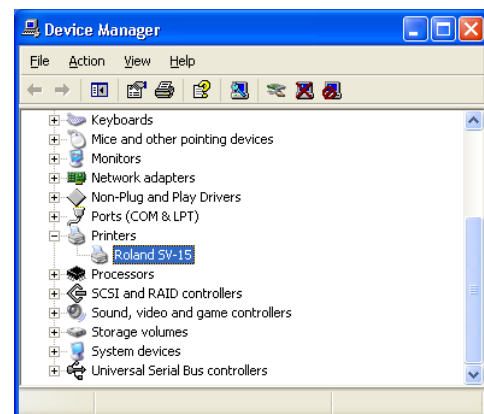 Device Manager
File Action View Help
Keyboards
Mice and other pointing devices
Monitors
Network adapters
Non-Plug and Play Drivers
Ports (COM & LPT)
Printers
Roland SV-15
Processors
SCSI and RAID controllers
Sound, video and game controllers
Storage volumes
System devices
Universal Serial Bus controllers